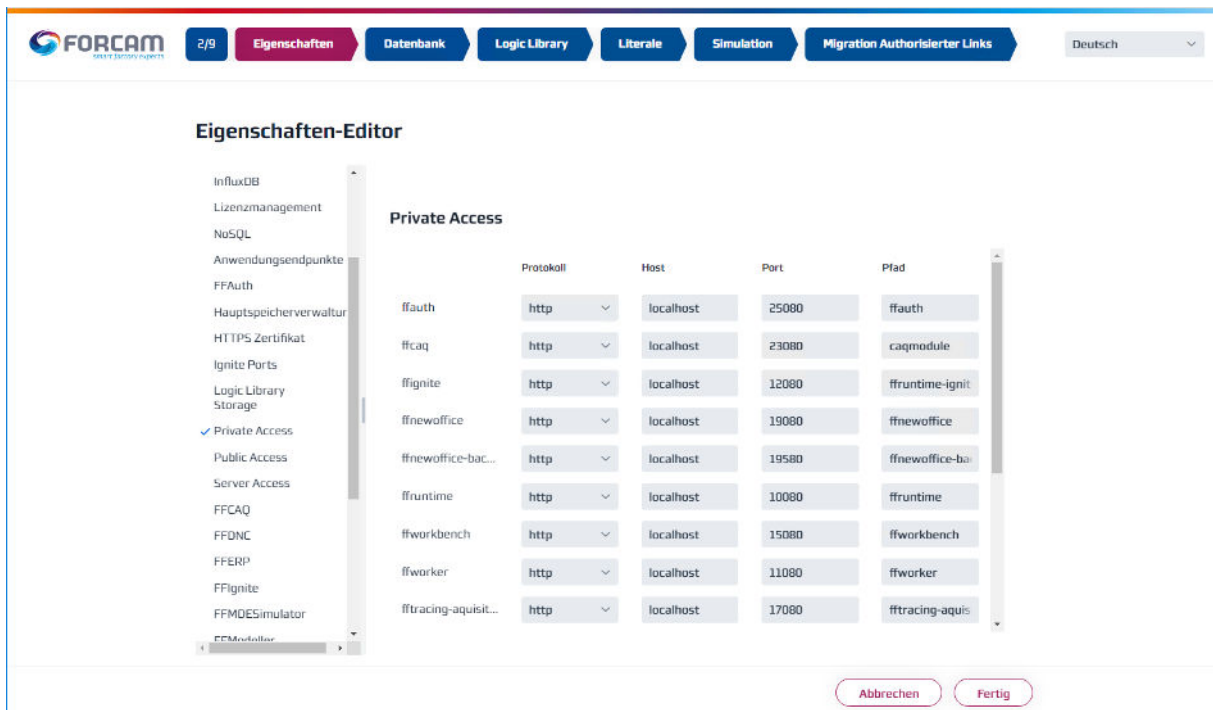 FORCAM
smart factory experts
2/9
Eigenschaften
Datenbank
Logic Library
Literale
Simulation
Migration Authorisierter Links
Deutsch
Eigenschaften-Editor
InfluxDB
Lizenzmanagement
NoSQL
Anwendungsendpunkte
FFAuth
Hauptspeicherverwaltur
HTTPS Zertifikat
Ignite Ports
Logic Library
Storage
Private Access
Public Access
Server Access
FFCAQ
FFDNC
FFERP
FFIgnite
FFMDESimulator
FFModeller
Private Access
Protokoll Host Port Pfad
ffauth http localhost 25080 ffauth
ffcaq http localhost 23080 caqmodule
ffignite http localhost 12080 ffruntime-ignit
ffnewoffice http localhost 19080 ffnewoffice
ffnewoffice-bac... http localhost 19580 ffnewoffice-ba
ffruntime http localhost 10080 ffruntime
ffworkbench http localhost 15080 ffworkbench
ffworker http localhost 11080 ffworker
fftracing-aquisit... http localhost 17080 fftracing-aquis
Abbrechen
Fertig